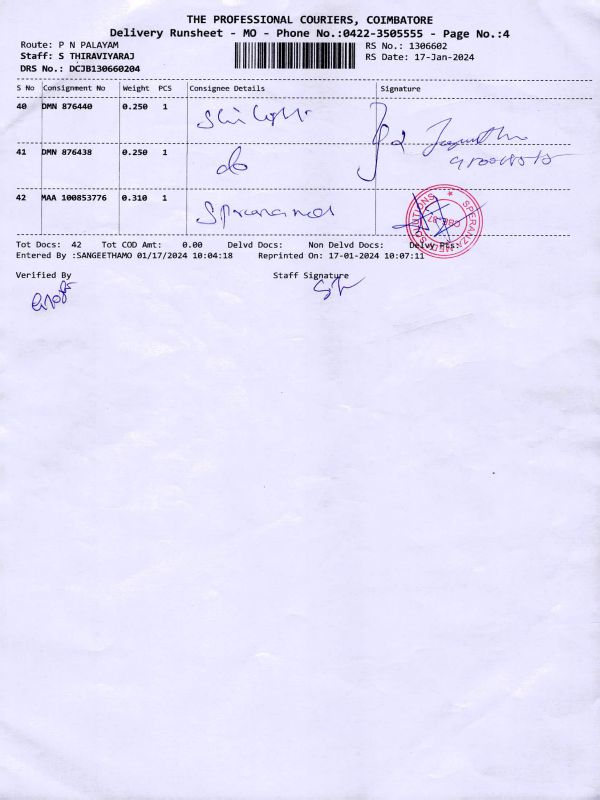 THE PROFESSIONAL COURIERS, COIMBATORE
Delivery Runsheet - MO - Phone No.:0422-3505555 - Page No.:4
Route: P N PALAYAM RS No.: 1306602
Staff: S THIRAVIYARAJ RS Date: 17-Jan-2024
DRS No.: DCJB130660204
S No Consignment No Weight PCS Consignee Details Signature
40 DMN 876440 0.250 1
41 DMN 876438 0.250 1 do
42 MAA 100853776 0.310 1
SPERANZA
SOLUTIONS
Tot Docs: 42 Tot COD Amt: 0.00 Delvd Docs: Non Delvd Docs: Delvy Pts:
Entered By :SANGEETHAMO 01/17/2024 10:04:18 Reprinted On: 17-01-2024 10:07:11
Verified By Staff Signature